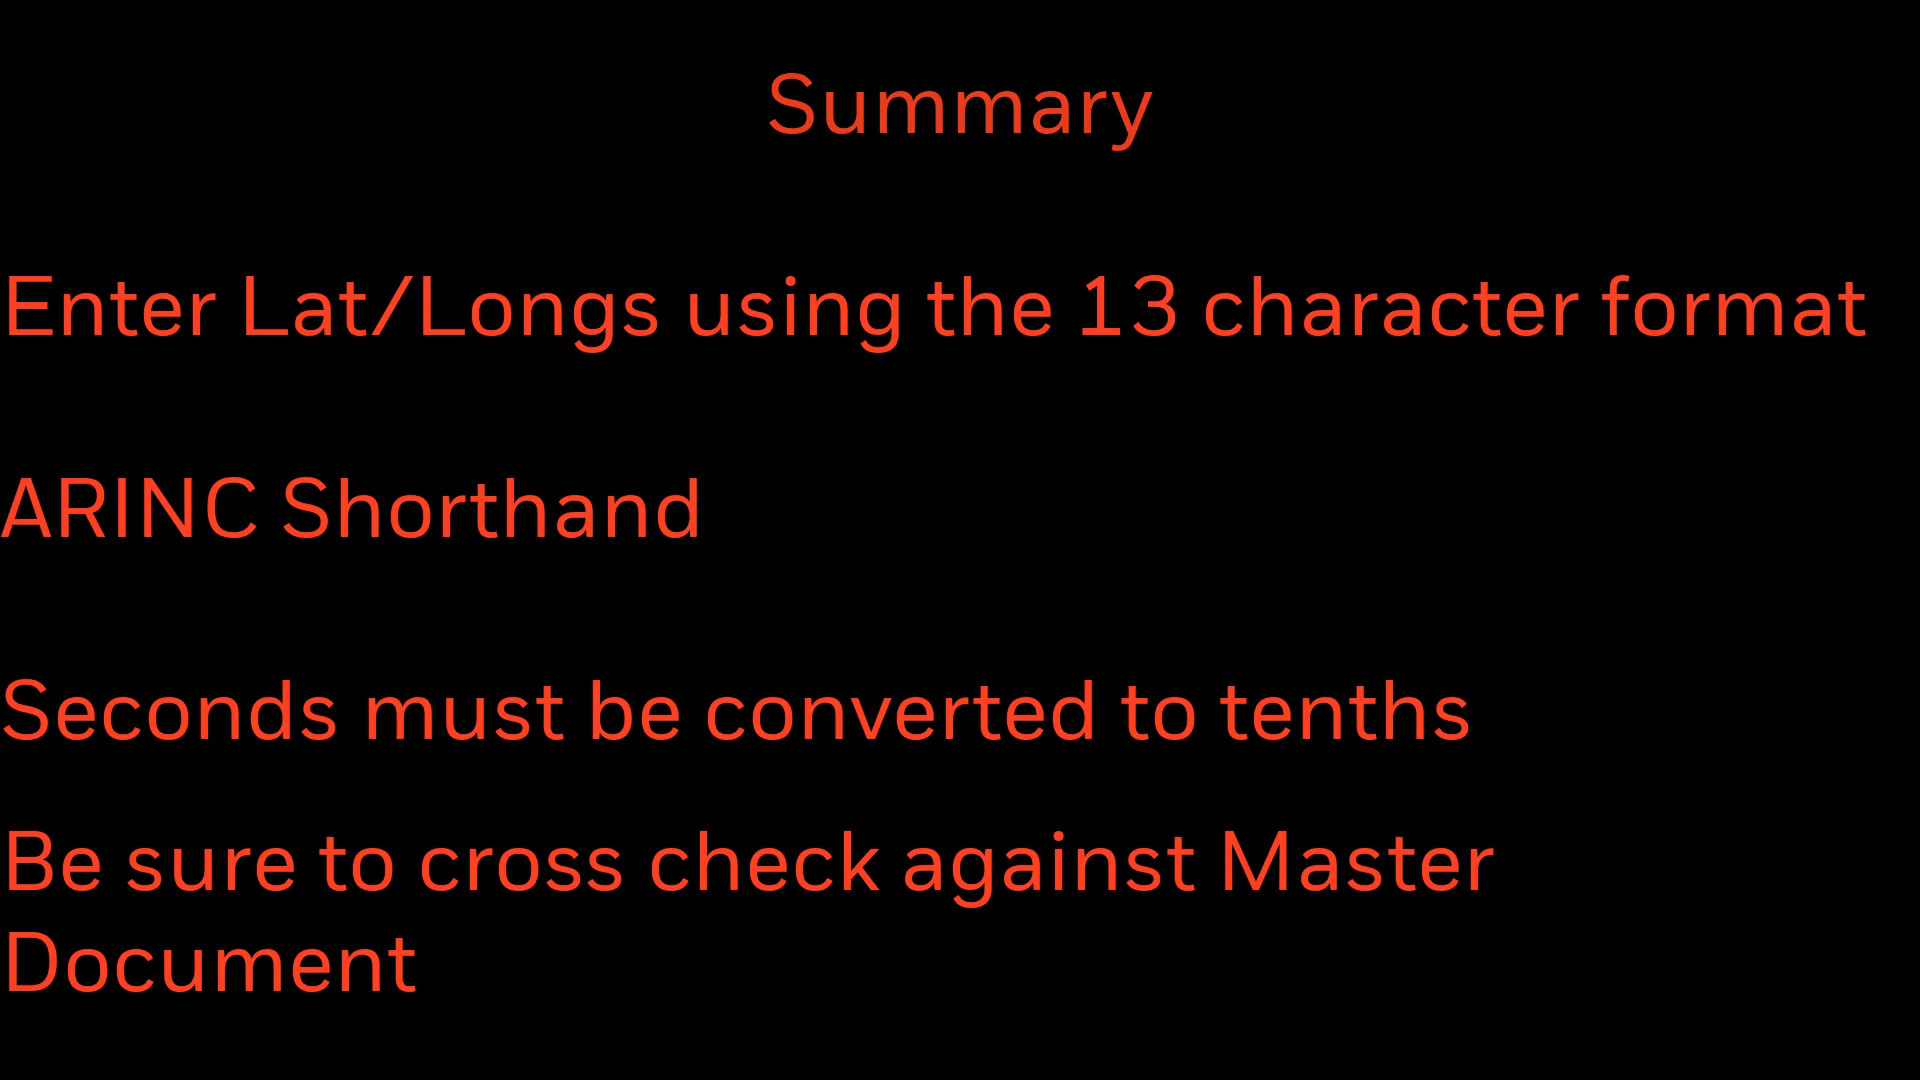 Summary
Enter Lat/Longs using the 13 character format
ARINC Shorthand
Seconds must be converted to tenths
Be sure to cross check against Master
Document